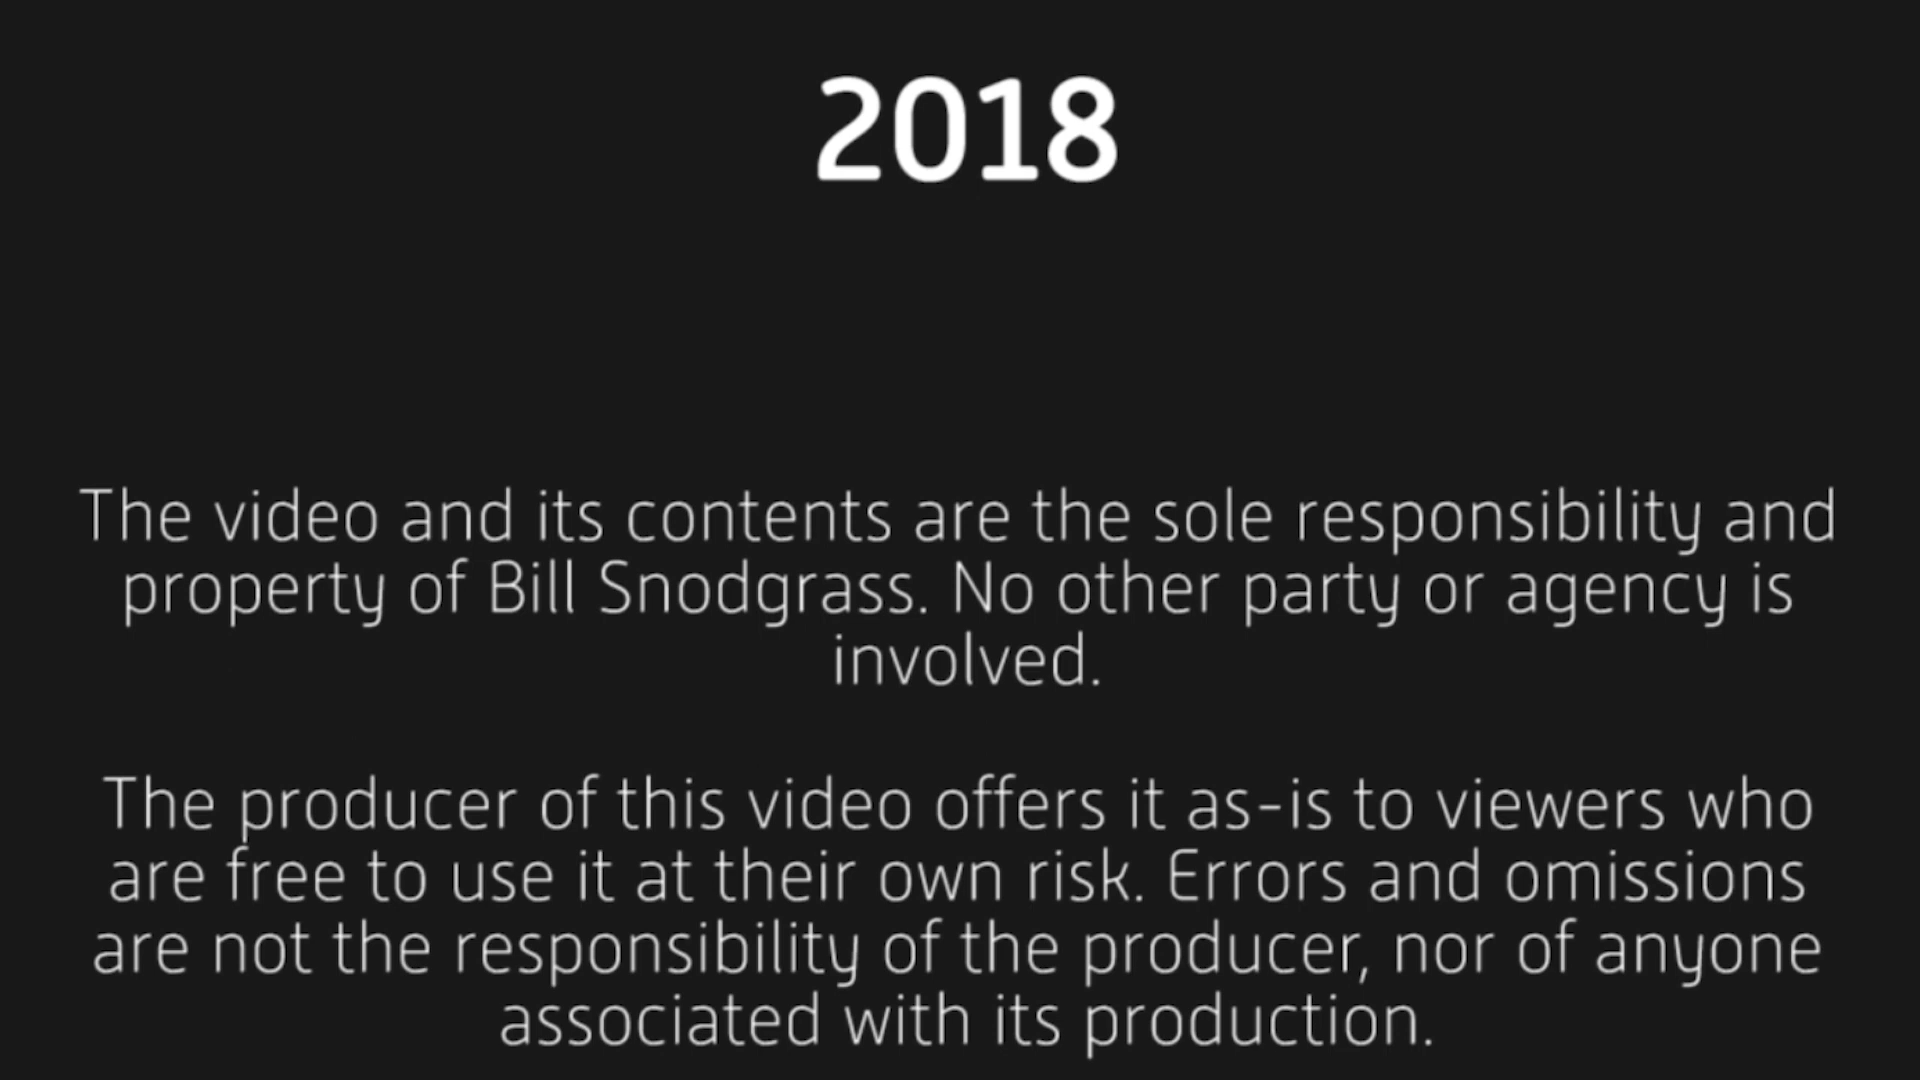 2018
The video and its contents are the sole responsibility and
property of Bill Snodgrass. No other party or agency is
involved.
The producer of this video offers it as-is to viewers who
are free to use it at their own risk. Errors and omissions
are not the responsibility of the producer, nor of anyone
associated with its production.